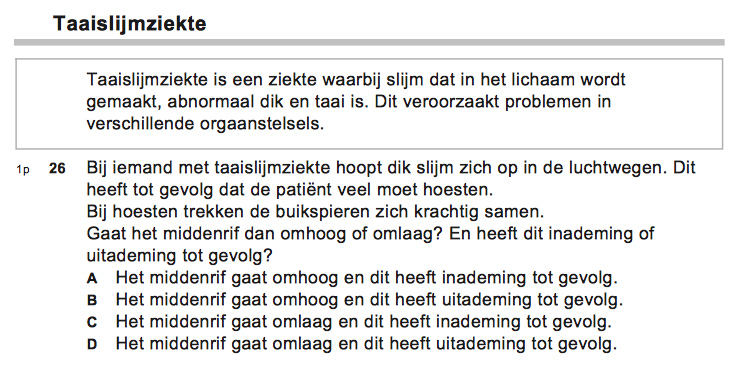 Taaislijmziekte
Taaislijmziekte is een ziekte waarbij slijm dat in het lichaam wordt
gemaakt, abnormaal dik en taai is. Dit veroorzaakt problemen in
verschillende orgaanstelsels.
1p 26 Bij iemand met taaislijmziekte hoopt dik slijm zich op in de luchtwegen. Dit
heeft tot gevolg dat de patiënt veel moet hoesten.
Bij hoesten trekken de buikspieren zich krachtig samen.
Gaat het middenrif dan omhoog of omlaag? En heeft dit inademing of
uitademing tot gevolg?
A Het middenrif gaat omhoog en dit heeft inademing tot gevolg.
B Het middenrif gaat omhoog en dit heeft uitademing tot gevolg.
C Het middenrif gaat omlaag en dit heeft inademing tot gevolg.
D Het middenrif gaat omlaag en dit heeft uitademing tot gevolg.